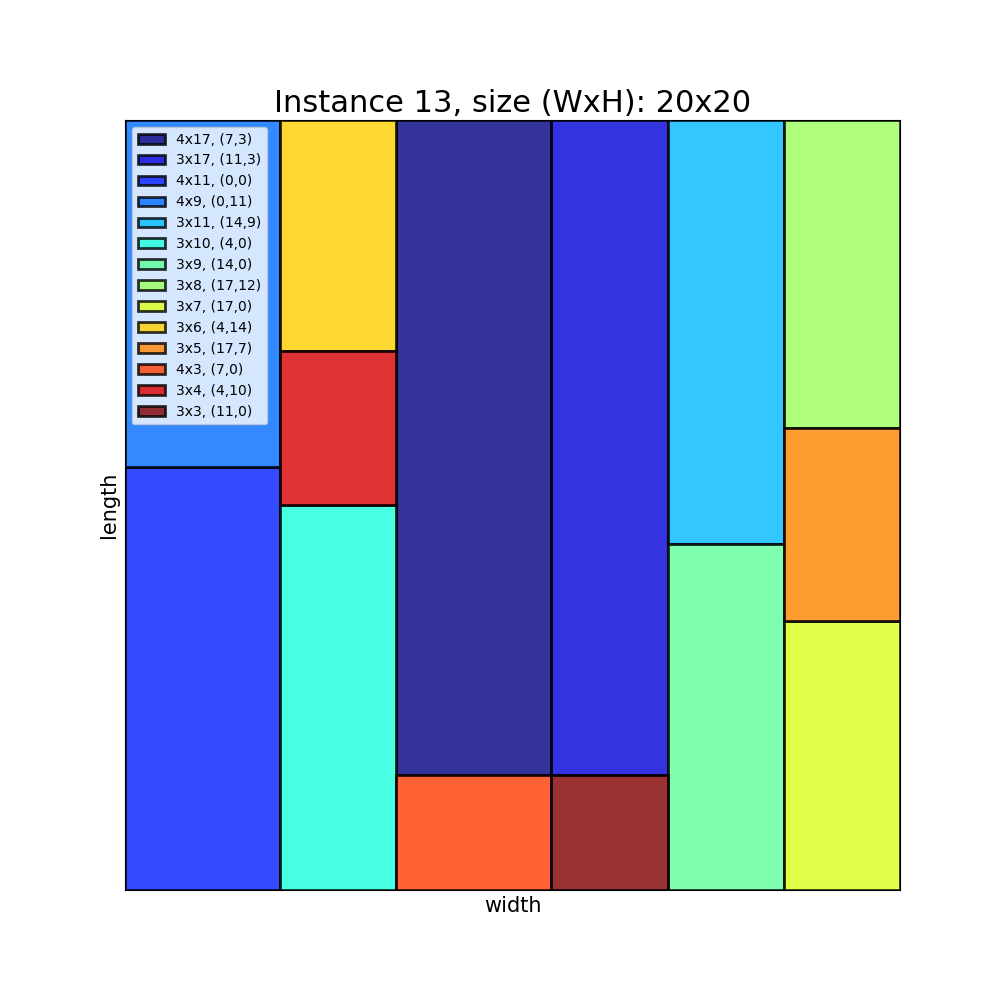 Instance 13, size (WxH): 20x20
4x17, (7,3)
3x17, (11,3)
4x11, (0,0)
4x9, (0,11)
3x11, (14,9)
3x10, (4,0)
3x9, (14,0)
3x8, (17,12)
3x7, (17,0)
3x6, (4,14)
3x5, (17,7)
4x3, (7,0)
3x4, (4,10)
3x3, (11,0)
length
width